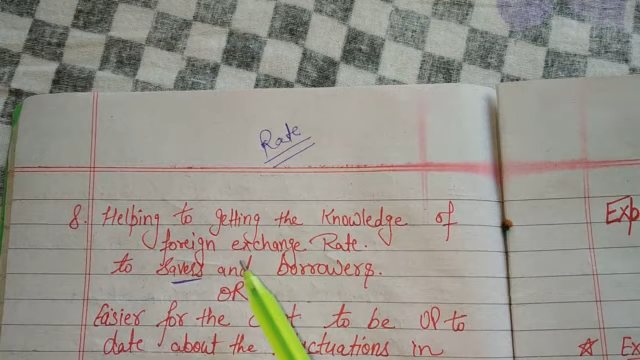 Rate
8. Helping to getting the Knowledge of
foreign exchange Rate.
to Savers and borrowers.
OR
Easier for the to be UP to
date about the fluctuations in
Exp
☆ Ex